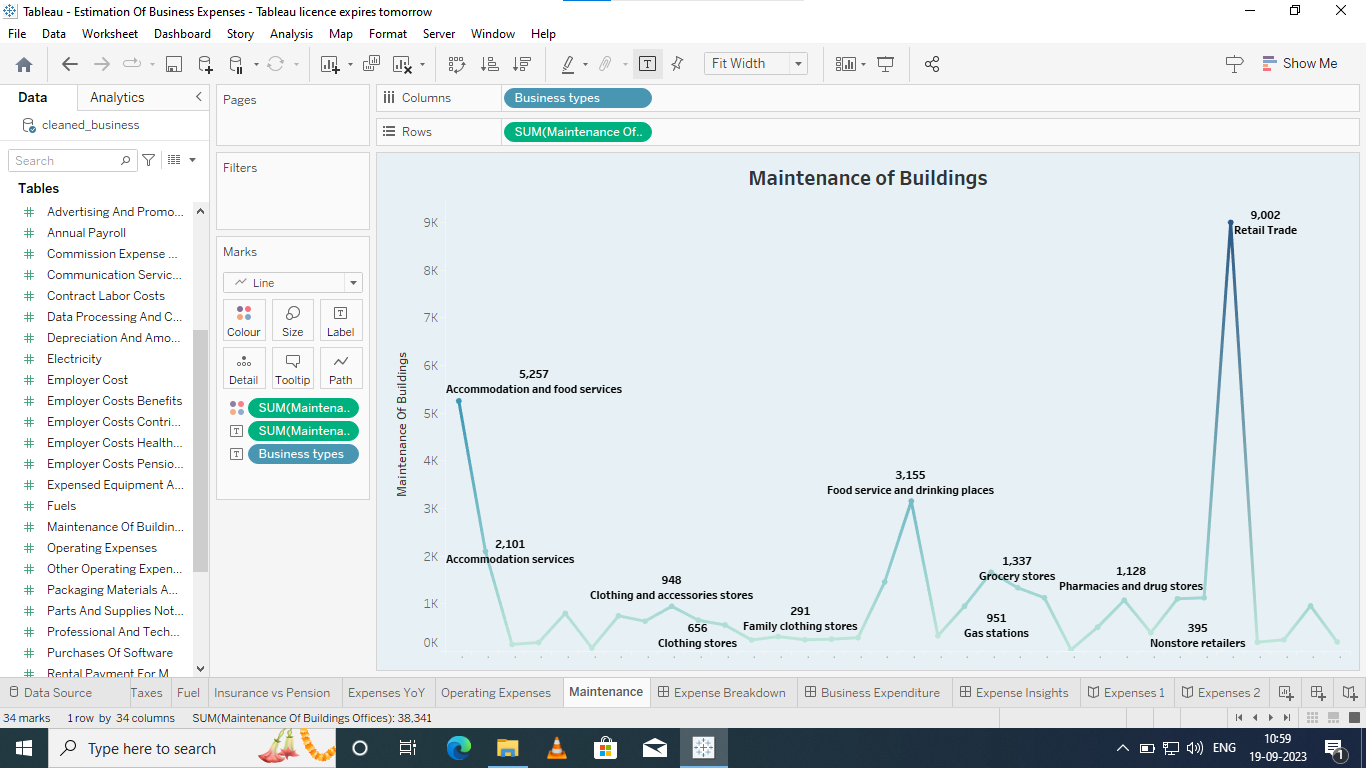 Tableau - Estimation Of Business Expenses - Tableau licence expires tomorrow
File Data Worksheet Dashboard Story Analysis Map Format Server Window Help
Fit Width
Show Me
Data Analytics
cleaned_business
Search
Tables
Advertising And Promo...
Annual Payroll
Commission Expense ...
Communication Servic...
Contract Labor Costs
Data Processing And C...
Depreciation And Amo...
Electricity
Employer Cost
Employer Costs Benefits
Employer Costs Contri...
Employer Costs Health...
Employer Costs Pensio...
Expensed Equipment A...
Fuels
Maintenance Of Buildin...
Operating Expenses
Other Operating Expen...
Packaging Materials A...
Parts And Supplies Not...
Professional And Tech...
Purchases Of Software
Rental Payment For M
Pages
Filters
Marks
Line
Colour Size Label
Detail Tooltip Path
SUM(Maintena..
SUM(Maintena..
Business types
Columns Business types
Rows SUM(Maintenance Of..
Maintenance of Buildings
Maintenance Of Buildings
9K
8K
7K
6K
5K
4K
3K
2K
1K
0K
5,257
Accommodation and food services
2,101
Accommodation services
948
Clothing and accessories stores
656
Clothing stores
291
Family clothing stores
3,155
Food service and drinking places
951
Gas stations
1,337
Grocery stores
1,128
Pharmacies and drug stores
395
Nonstore retailers
9,002
Retail Trade
Data Source Taxes Fuel Insurance vs Pension Expenses YoY Operating Expenses Maintenance Expense Breakdown Business Expenditure Expense Insights Expenses 1 Expenses 2
34 marks 1 row by 34 columns SUM(Maintenance Of Buildings Offices): 38,341
Type here to search
ENG
10:59
19-09-2023
1